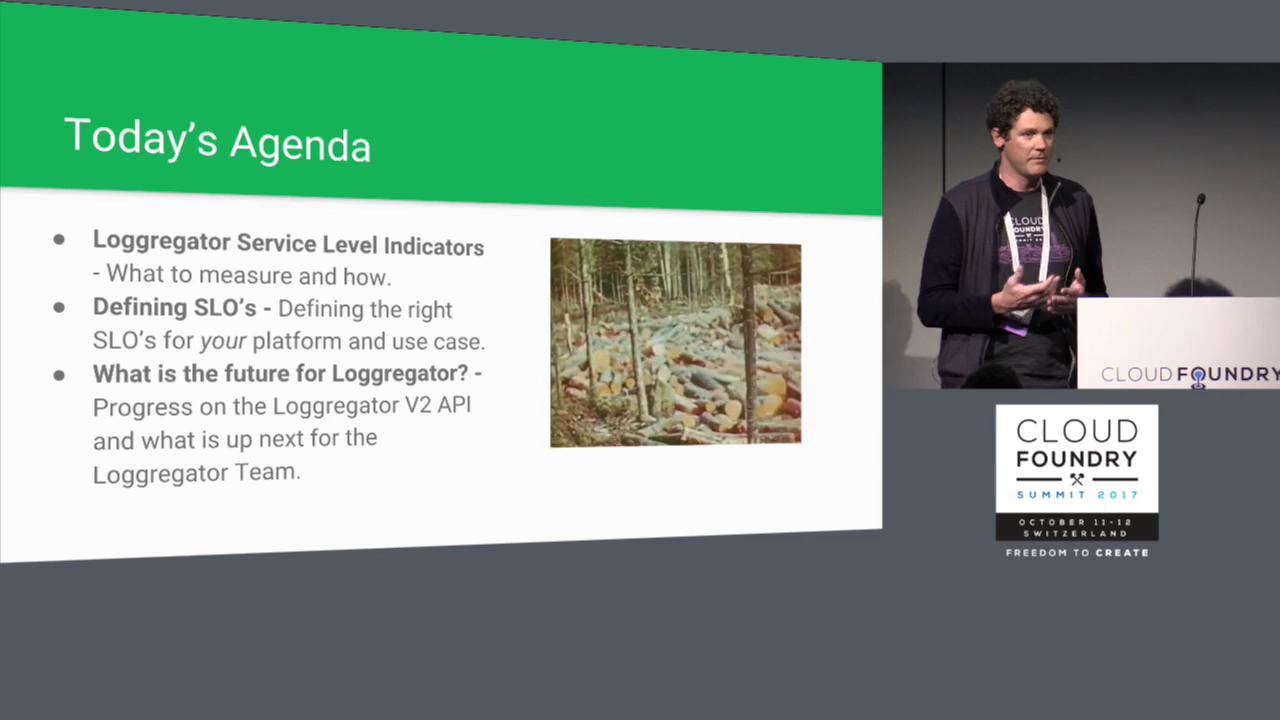 Today's Agenda
● Loggregator Service Level Indicators
- What to measure and how.
● Defining SLO's - Defining the right
SLO's for your platform and use case.
● What is the future for Loggregator? -
Progress on the Loggregator V2 API
and what is up next for the
Loggregator Team.
CLOUD
FOUNDRY
CLOUD FOUNDRY
CLOUD
FOUNDRY
SUMMIT 2017
OCTOBER 11-12
SWITZERLAND
FREEDOM TO CREATE